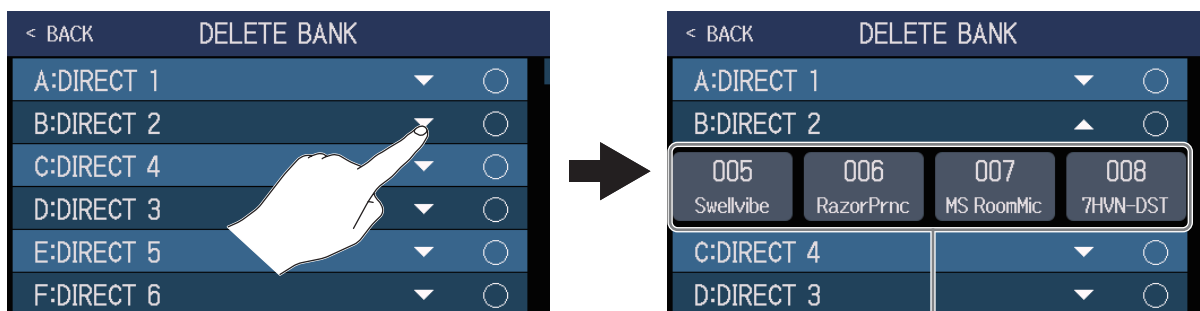 < BACK DELETE BANK
A:DIRECT 1
B:DIRECT 2
C:DIRECT 4
D:DIRECT 3
E:DIRECT 5
F:DIRECT 6
< BACK DELETE BANK
A:DIRECT 1
B:DIRECT 2
005 006 007 008
Swellvibe RazorPrnc MS RoomMic 7HVN-DST
C:DIRECT 4
D:DIRECT 3